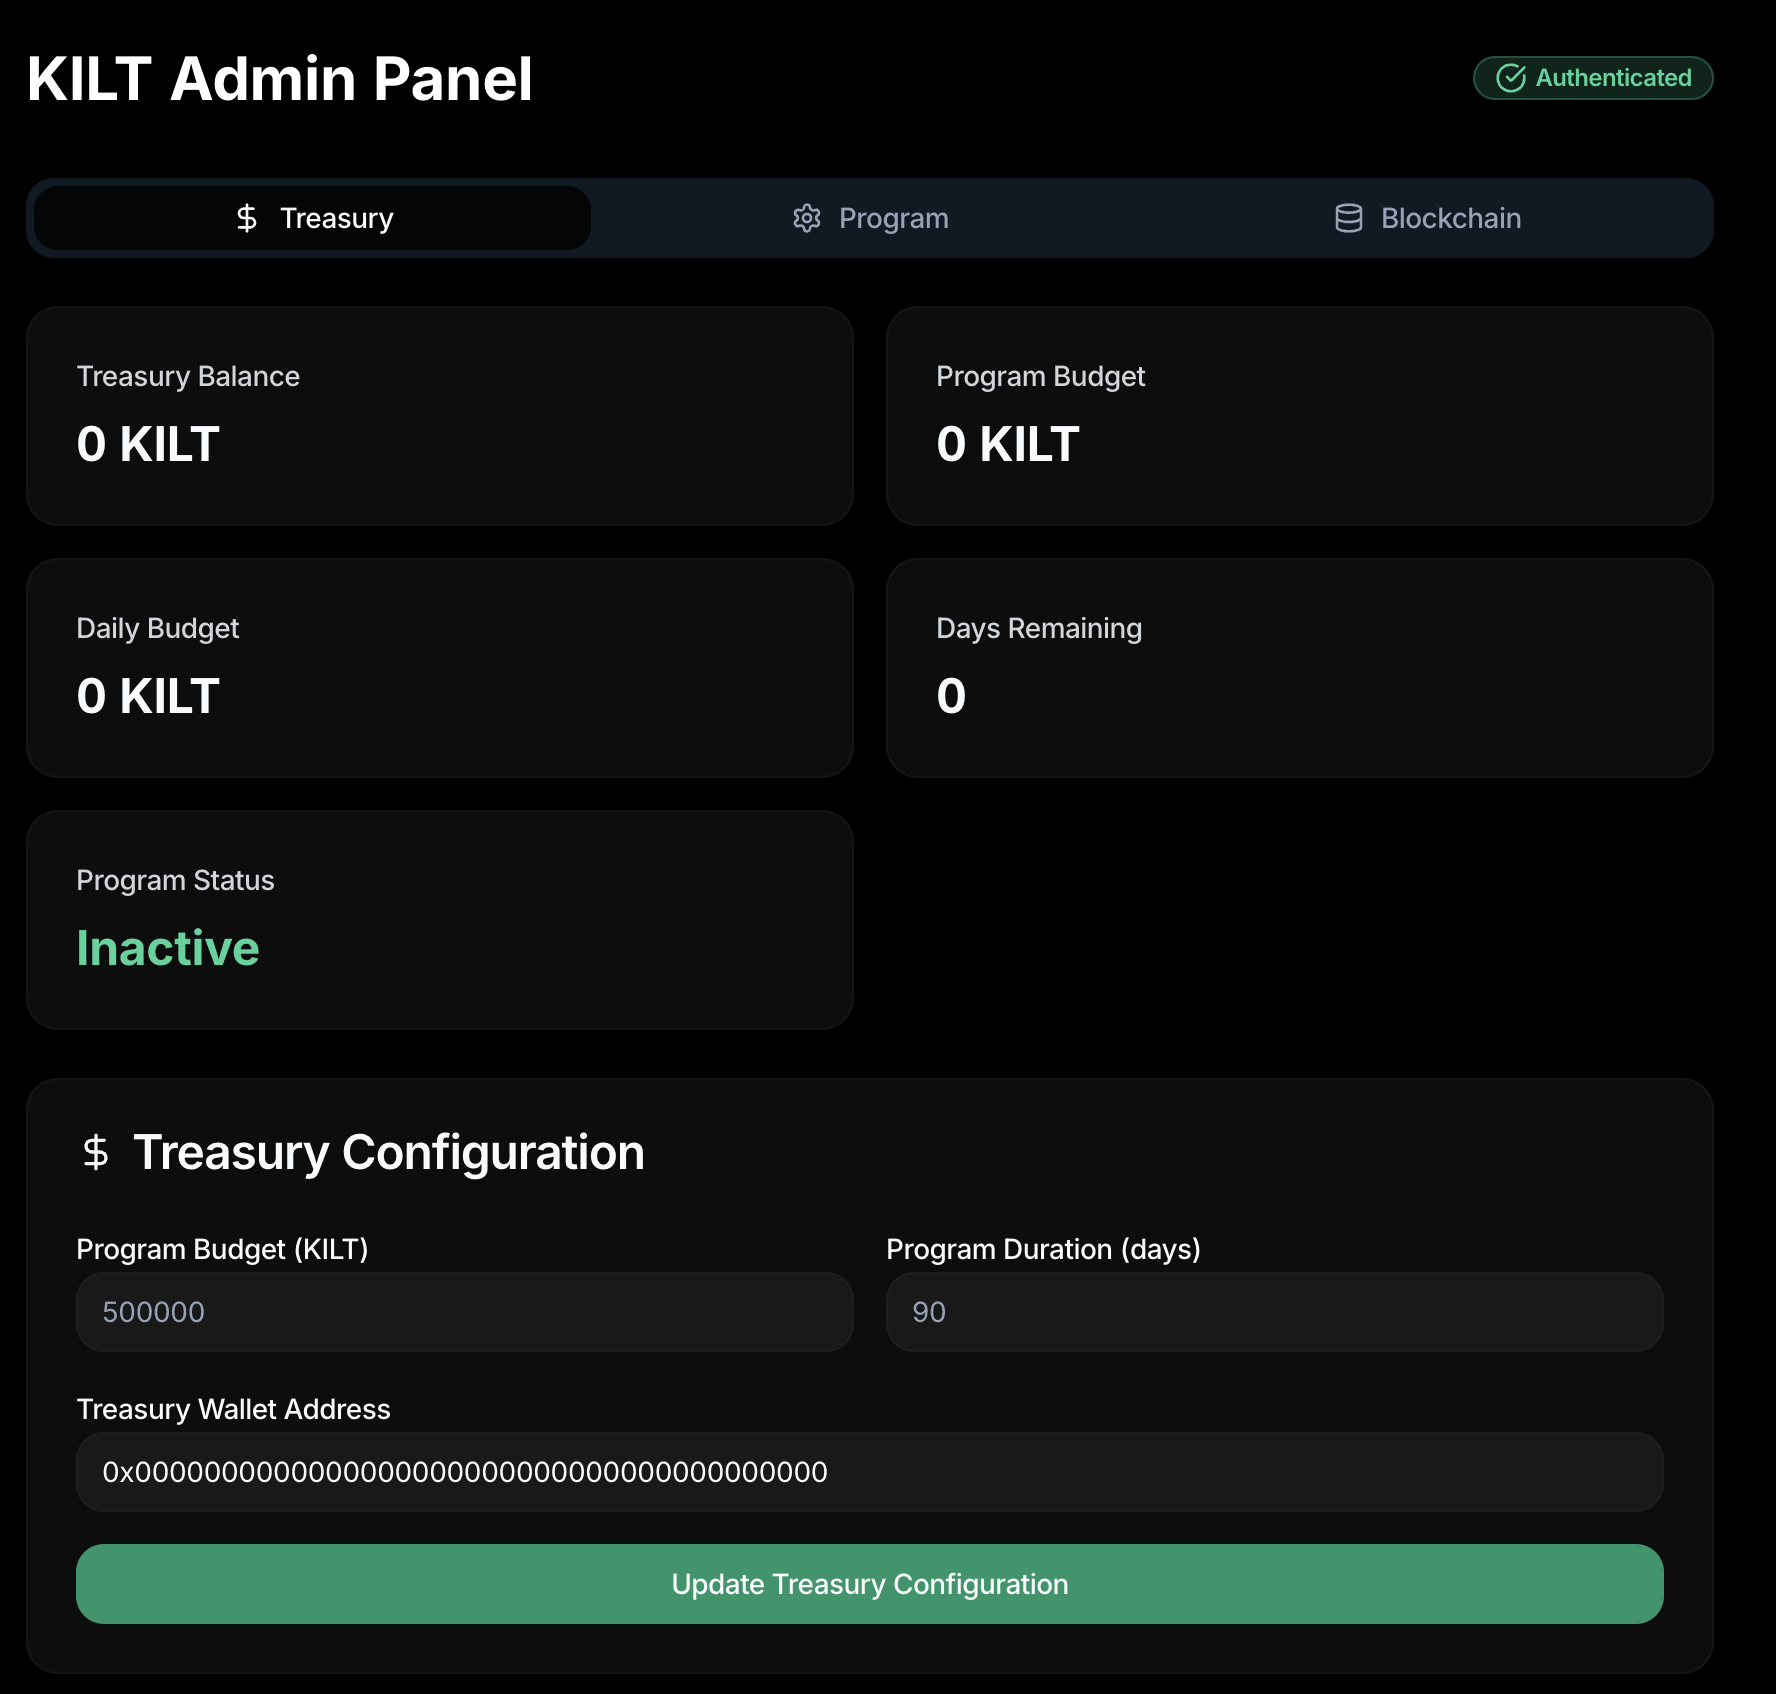 KILT Admin Panel
Authenticated
Treasury
Program
Blockchain
Treasury Balance
0 KILT
Program Budget
0 KILT
Daily Budget
0 KILT
Days Remaining
0
Program Status
Inactive
Treasury Configuration
Program Budget (KILT)
500000
Program Duration (days)
90
Treasury Wallet Address
0x0000000000000000000000000000000000000000
Update Treasury Configuration